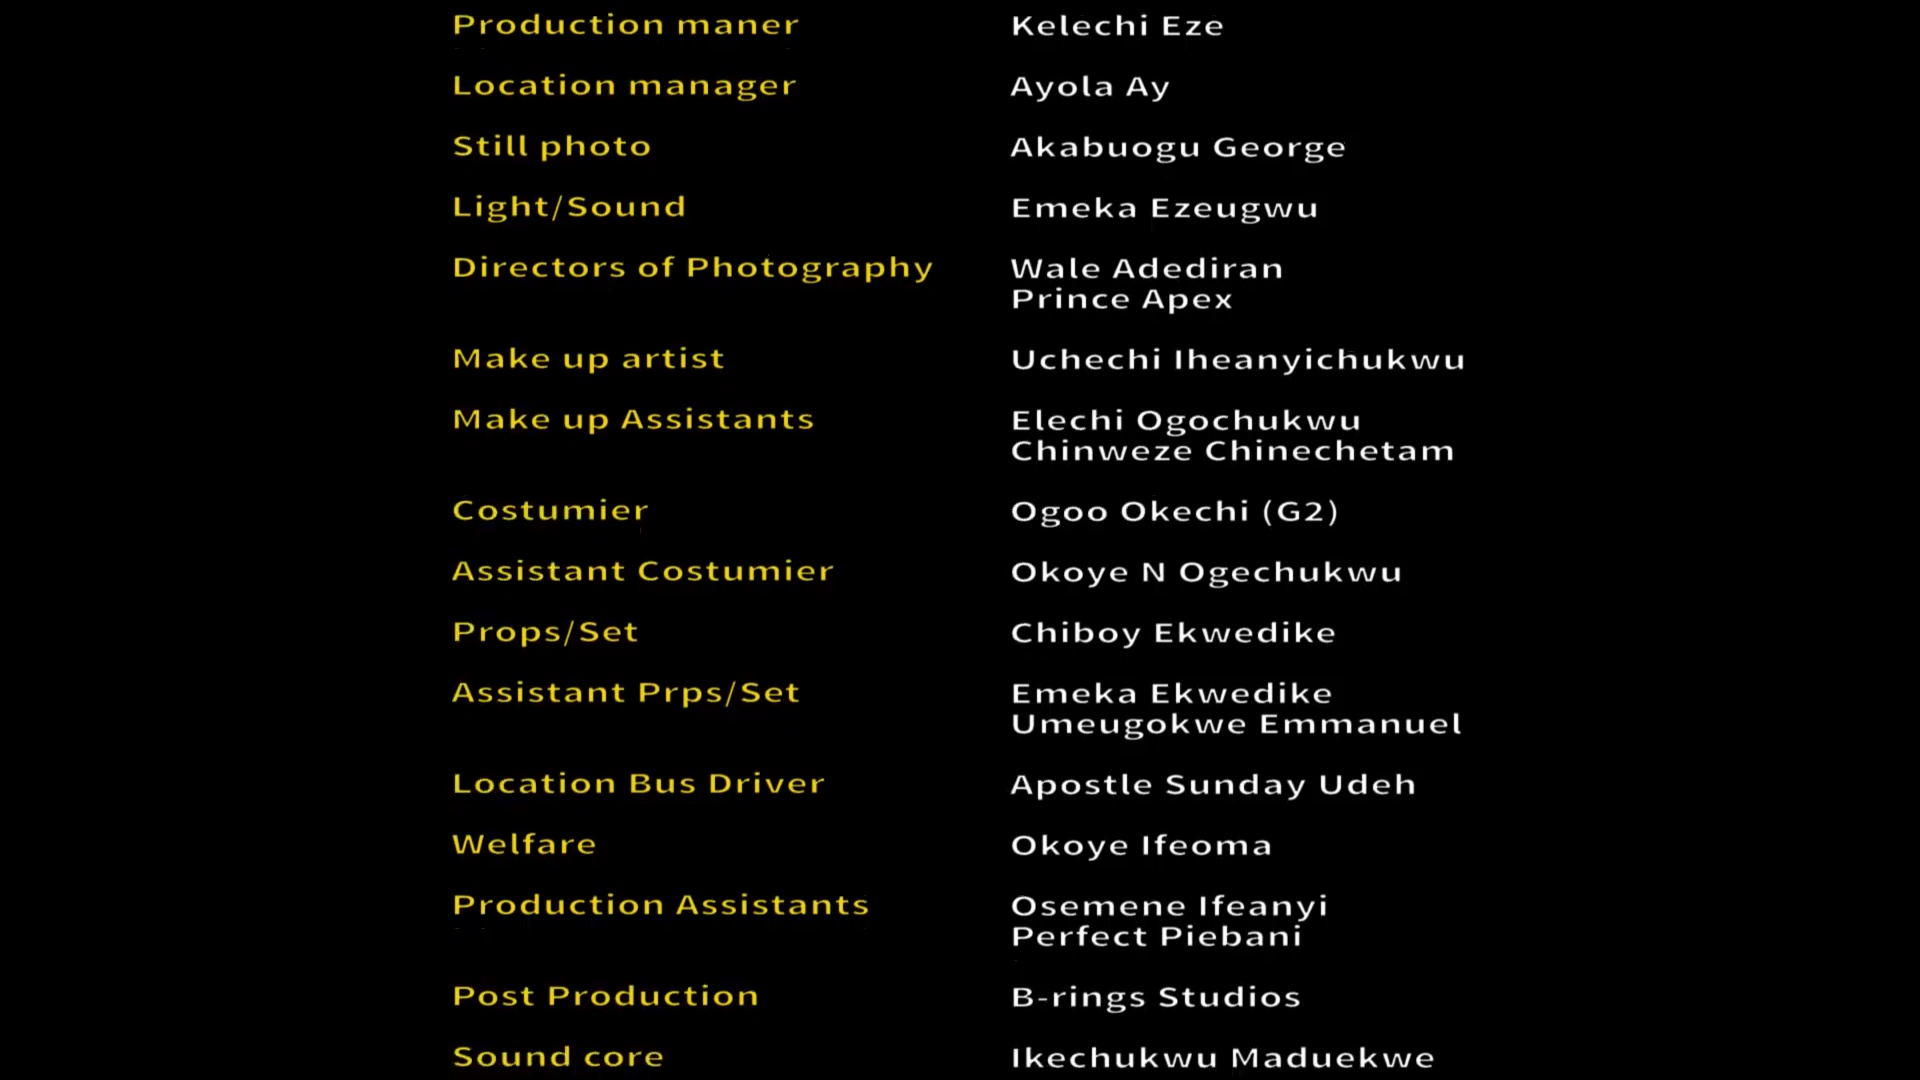 Production maner Kelechi Eze
Location manager Ayola Ay
Still photo Akabuogu George
Light/Sound Emeka Ezeugwu
Directors of Photography Wale Adediran
Prince Apex
Make up artist Uchechi Iheanyichukwu
Make up Assistants Elechi Ogochukwu
Chinweze Chinechetam
Costumier Ogoo Okechi (G2)
Assistant Costumier Okoye N Ogechukwu
Props/Set Chiboy Ekwedike
Assistant Prps/Set Emeka Ekwedike
Umeugokwe Emmanuel
Location Bus Driver Apostle Sunday Udeh
Welfare Okoye Ifeoma
Production Assistants Osemene Ifeanyi
Perfect Piebani
Post Production B-rings Studios
Sound core Ikechukwu Maduekwe